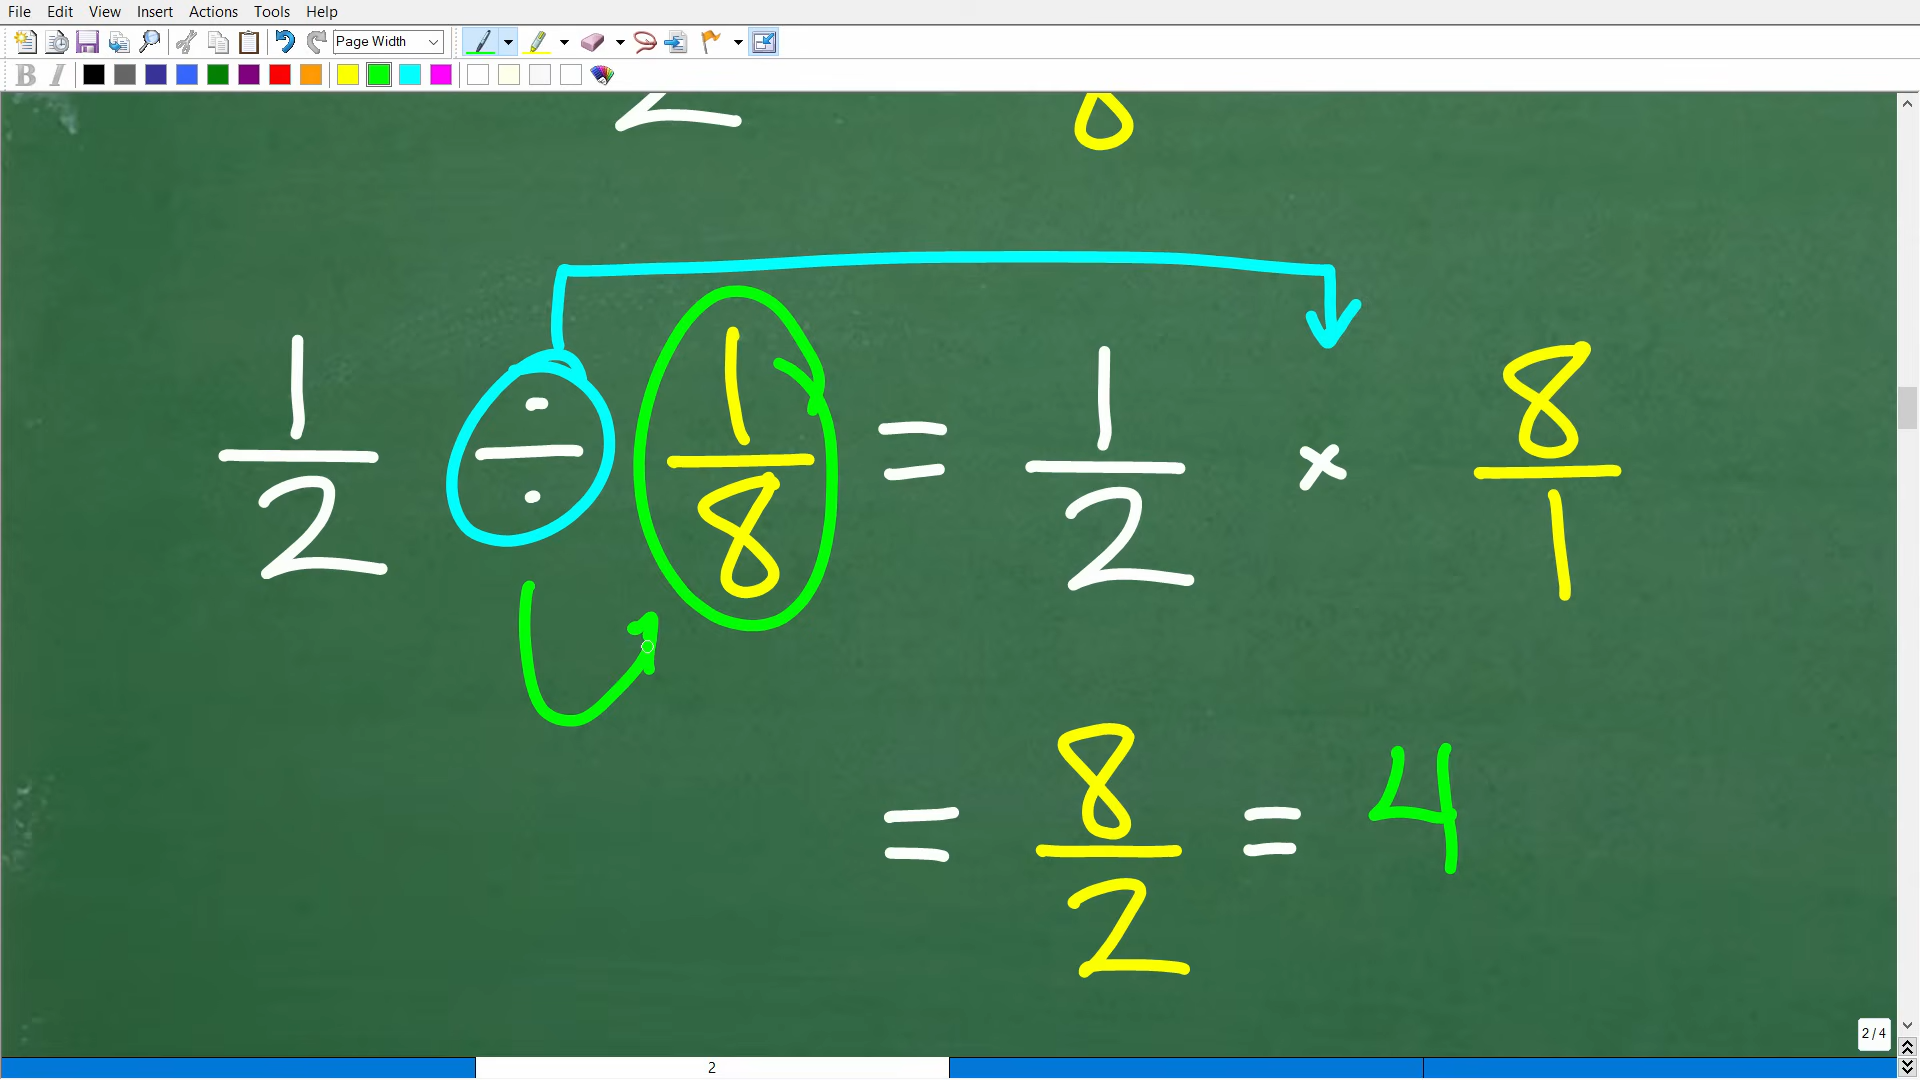 File Edit View Insert Actions Tools Help
Page Width
B I
1/2 ÷ 1/8 = 1/2 × 8/1
= 8/2 = 4
2 / 4
2